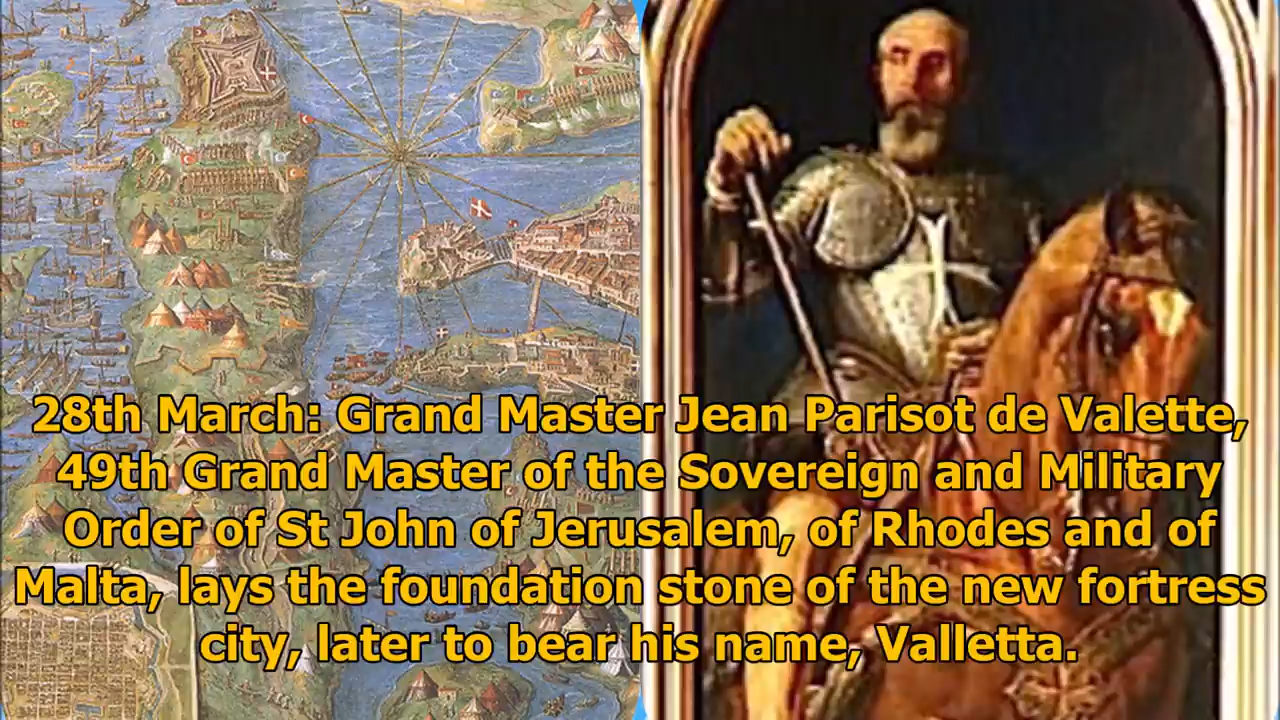 28th March: Grand Master Jean Parisot de Valette,
49th Grand Master of the Sovereign and Military
Order of St John of Jerusalem, of Rhodes and of
Malta, lays the foundation stone of the new fortress
city, later to bear his name, Valletta.